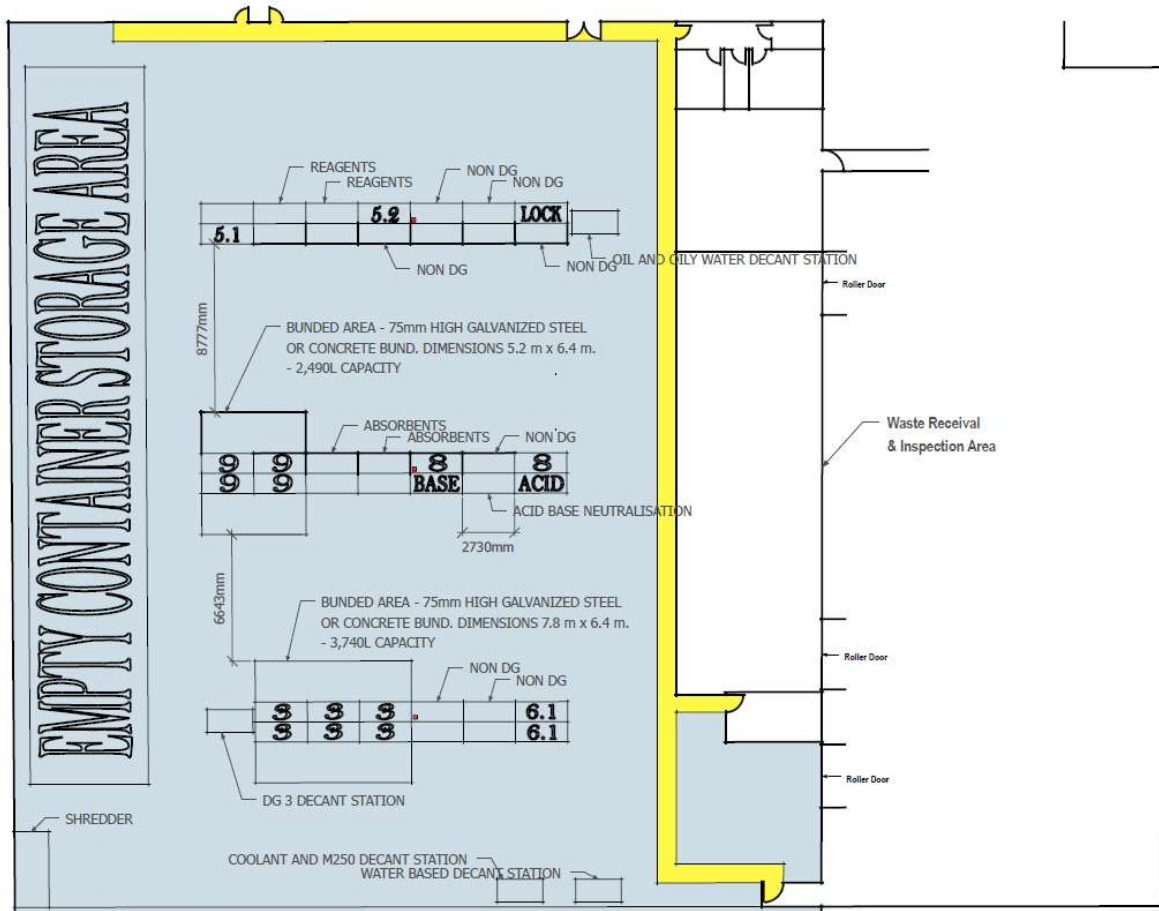 EMPTY CONTAINER STORAGE AREA
REAGENTS
REAGENTS
NON DG
NON DG
5.2
LOCK
5.1
NON DG
NON DG
OIL AND OILY WATER DECANT STATION
Roller Door
8777mm
BUNDED AREA - 75mm HIGH GALVANIZED STEEL
OR CONCRETE BUND. DIMENSIONS 5.2 m x 6.4 m.
- 2,490L CAPACITY
ABSORBENTS
ABSORBENTS
NON DG
Waste Receival
& Inspection Area
9 9 8 8
9 9 BASE ACID
ACID BASE NEUTRALISATION
2730mm
6643mm
BUNDED AREA - 75mm HIGH GALVANIZED STEEL
OR CONCRETE BUND. DIMENSIONS 7.8 m x 6.4 m.
- 3,740L CAPACITY
Roller Door
NON DG
NON DG
3 3 3 6.1
3 3 3 6.1
Roller Door
DG 3 DECANT STATION
SHREDDER
COOLANT AND M250 DECANT STATION
WATER BASED DECANT STATION